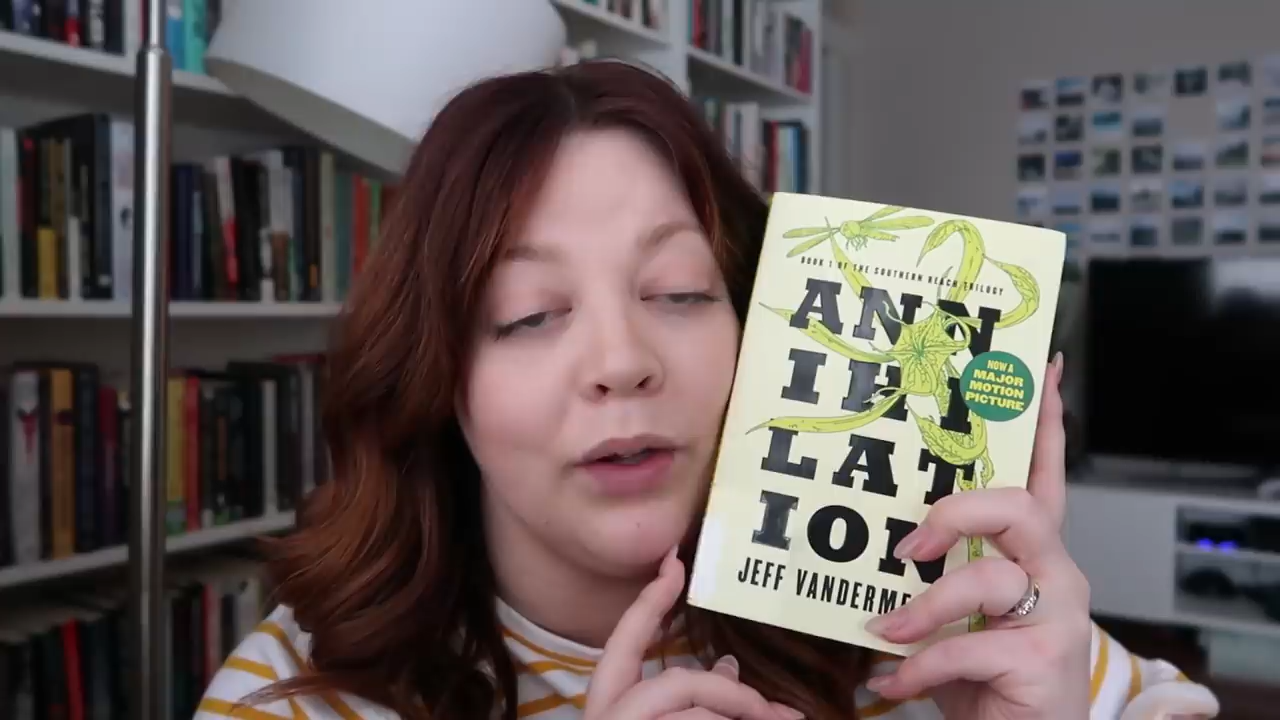 BOOK 1 OF THE SOUTHERN REACH TRILOGY
ANN
IHI
LAT
ION
NOW A
MAJOR
MOTION
PICTURE
JEFF VANDERME